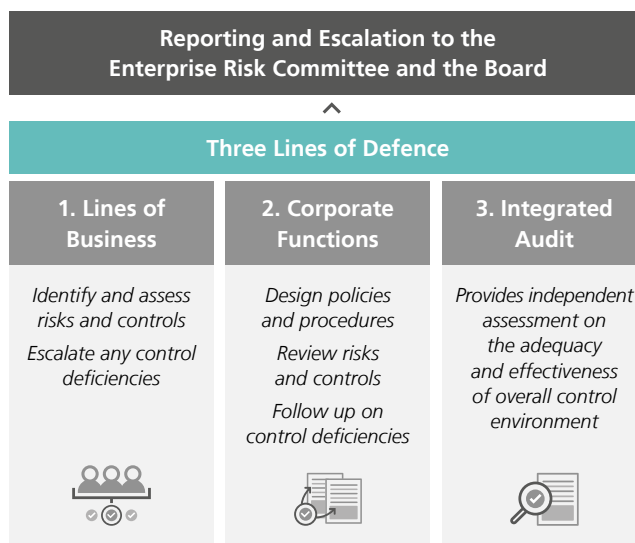 Reporting and Escalation to the
Enterprise Risk Committee and the Board
Three Lines of Defence
1. Lines of
Business
Identify and assess
risks and controls
Escalate any control
deficiencies
2. Corporate
Functions
Design policies
and procedures
Review risks
and controls
Follow up on
control deficiencies
3. Integrated
Audit
Provides independent
assessment on
the adequacy
and effectiveness
of overall control
environment